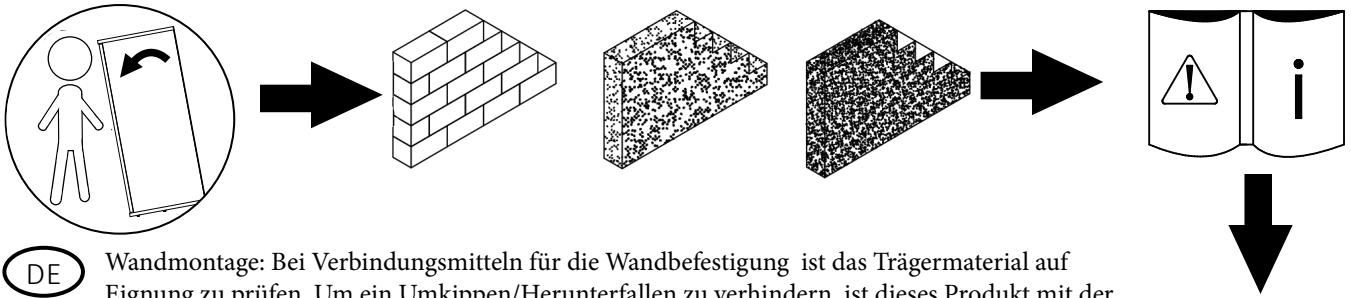 DE
Wandmontage: Bei Verbindungsmitteln für die Wandbefestigung ist das Trägermaterial auf
Eignung zu prüfen. Um ein Umkippen/Herunterfallen zu verhindern, ist dieses Produkt mit der